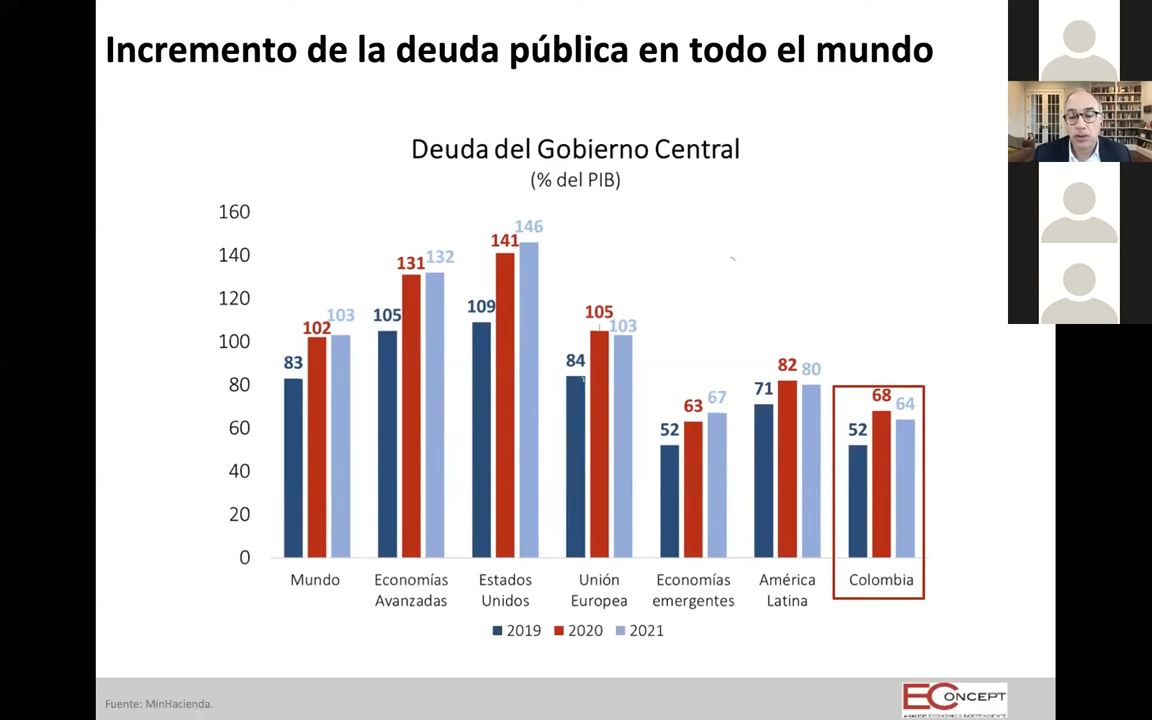 Incremento de la deuda pública en todo el mundo
Deuda del Gobierno Central
(% del PIB)
160
140
120
100
80
60
40
20
0
83
102
103
105
131
132
109
141
146
84
105
103
52
63
67
71
82
80
52
68
64
Mundo
Economías
Avanzadas
Estados
Unidos
Unión
Europea
Economías
emergentes
América
Latina
Colombia
2019 2020 2021
Fuente: MinHacienda.
ECONCEPT
ANÁLISIS ECONÓMICO INDEPENDIENTE